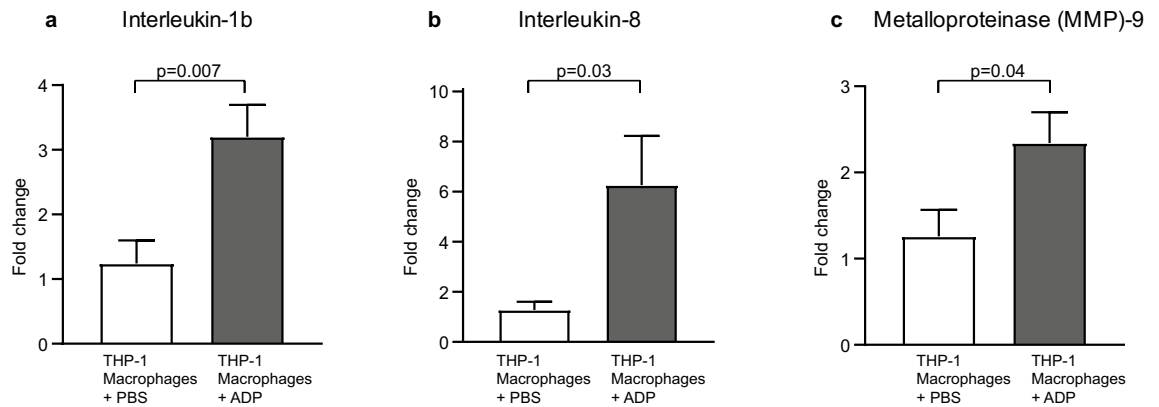 a Interleukin-1b
p=0.007
Fold change
4
3
2
1
0
THP-1
Macrophages
+ PBS
THP-1
Macrophages
+ ADP
b Interleukin-8
p=0.03
Fold change
10
8
6
4
2
0
THP-1
Macrophages
+ PBS
THP-1
Macrophages
+ ADP
c Metalloproteinase (MMP)-9
p=0.04
Fold change
3
2
1
0
THP-1
Macrophages
+ PBS
THP-1
Macrophages
+ ADP